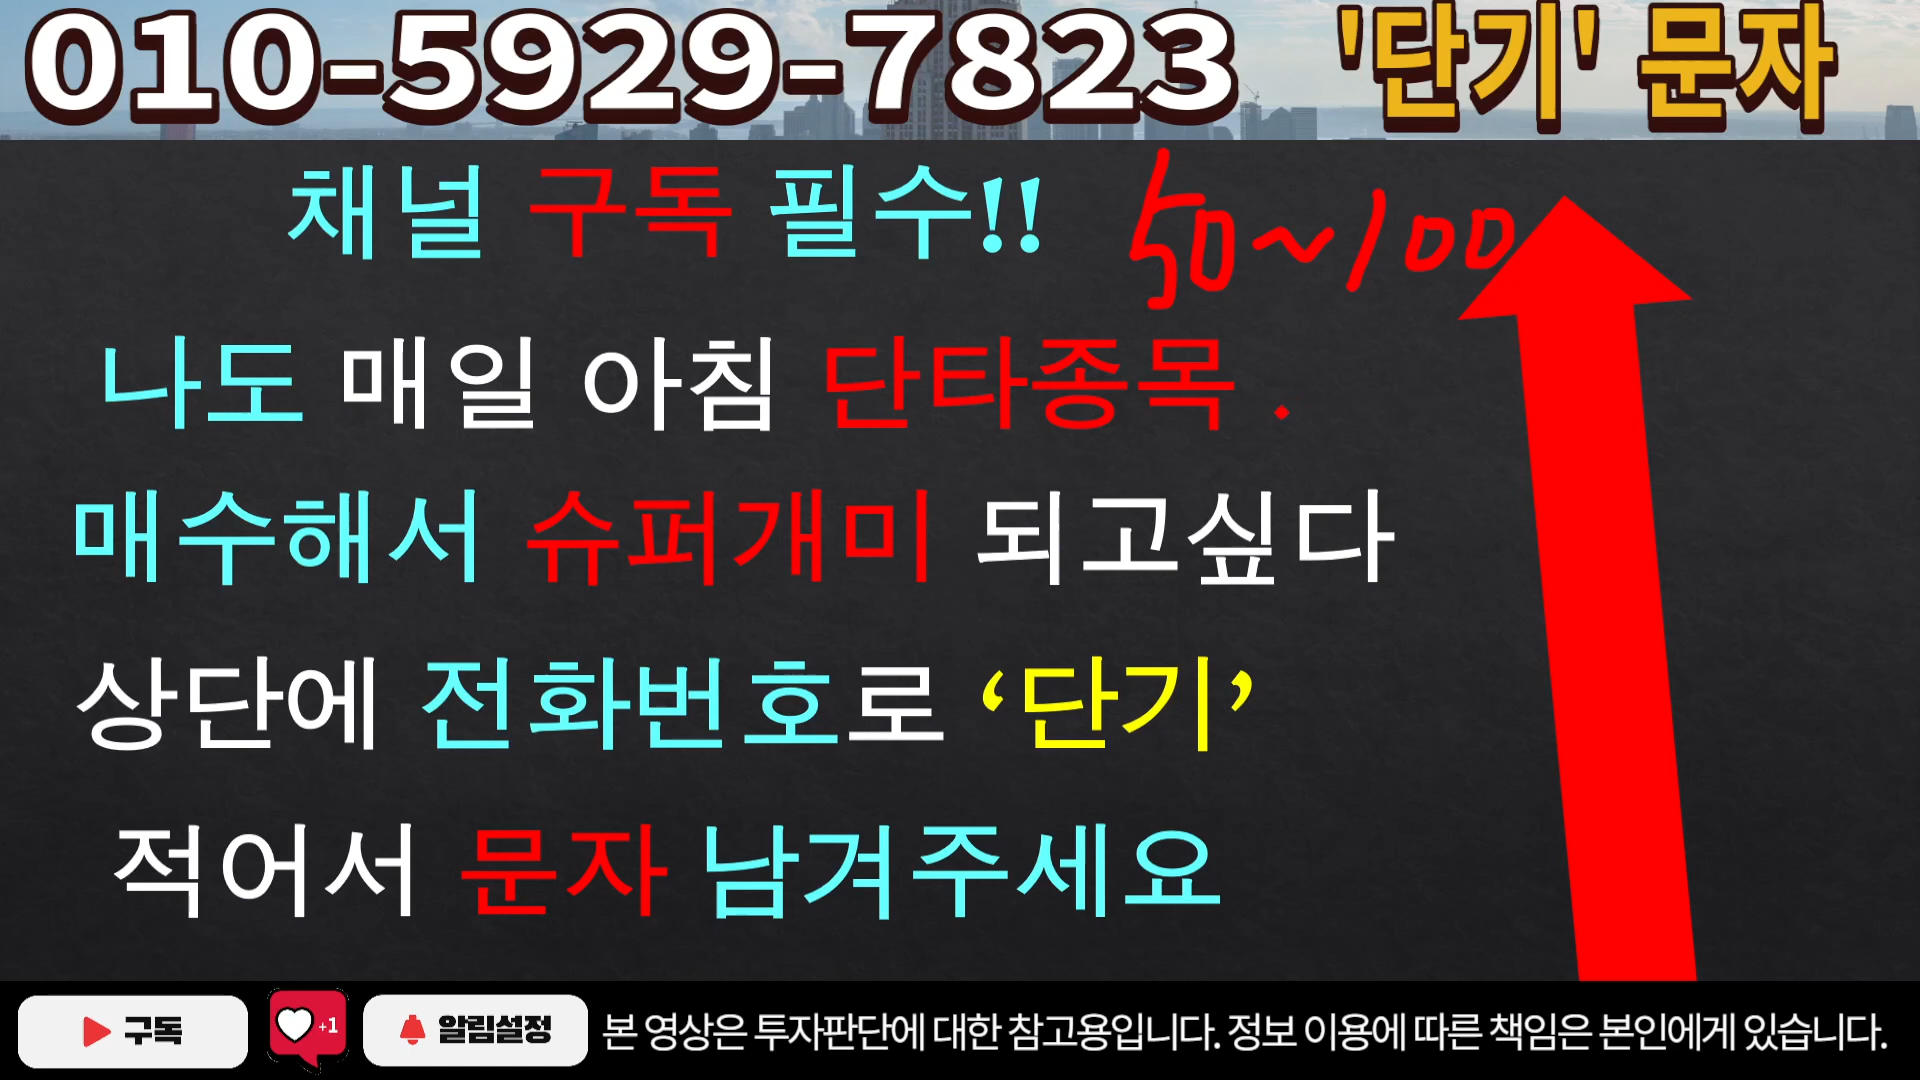 010-5929-7823 '단기' 문자
채널 구독 필수!! 50~100
나도 매일 아침 단타종목.
매수해서 슈퍼개미 되고싶다
상단에 전화번호로 ‘단기’
적어서 문자 남겨주세요
구독 +1 알림설정 본 영상은 투자판단에 대한 참고용입니다. 정보 이용에 따른 책임은 본인에게 있습니다.